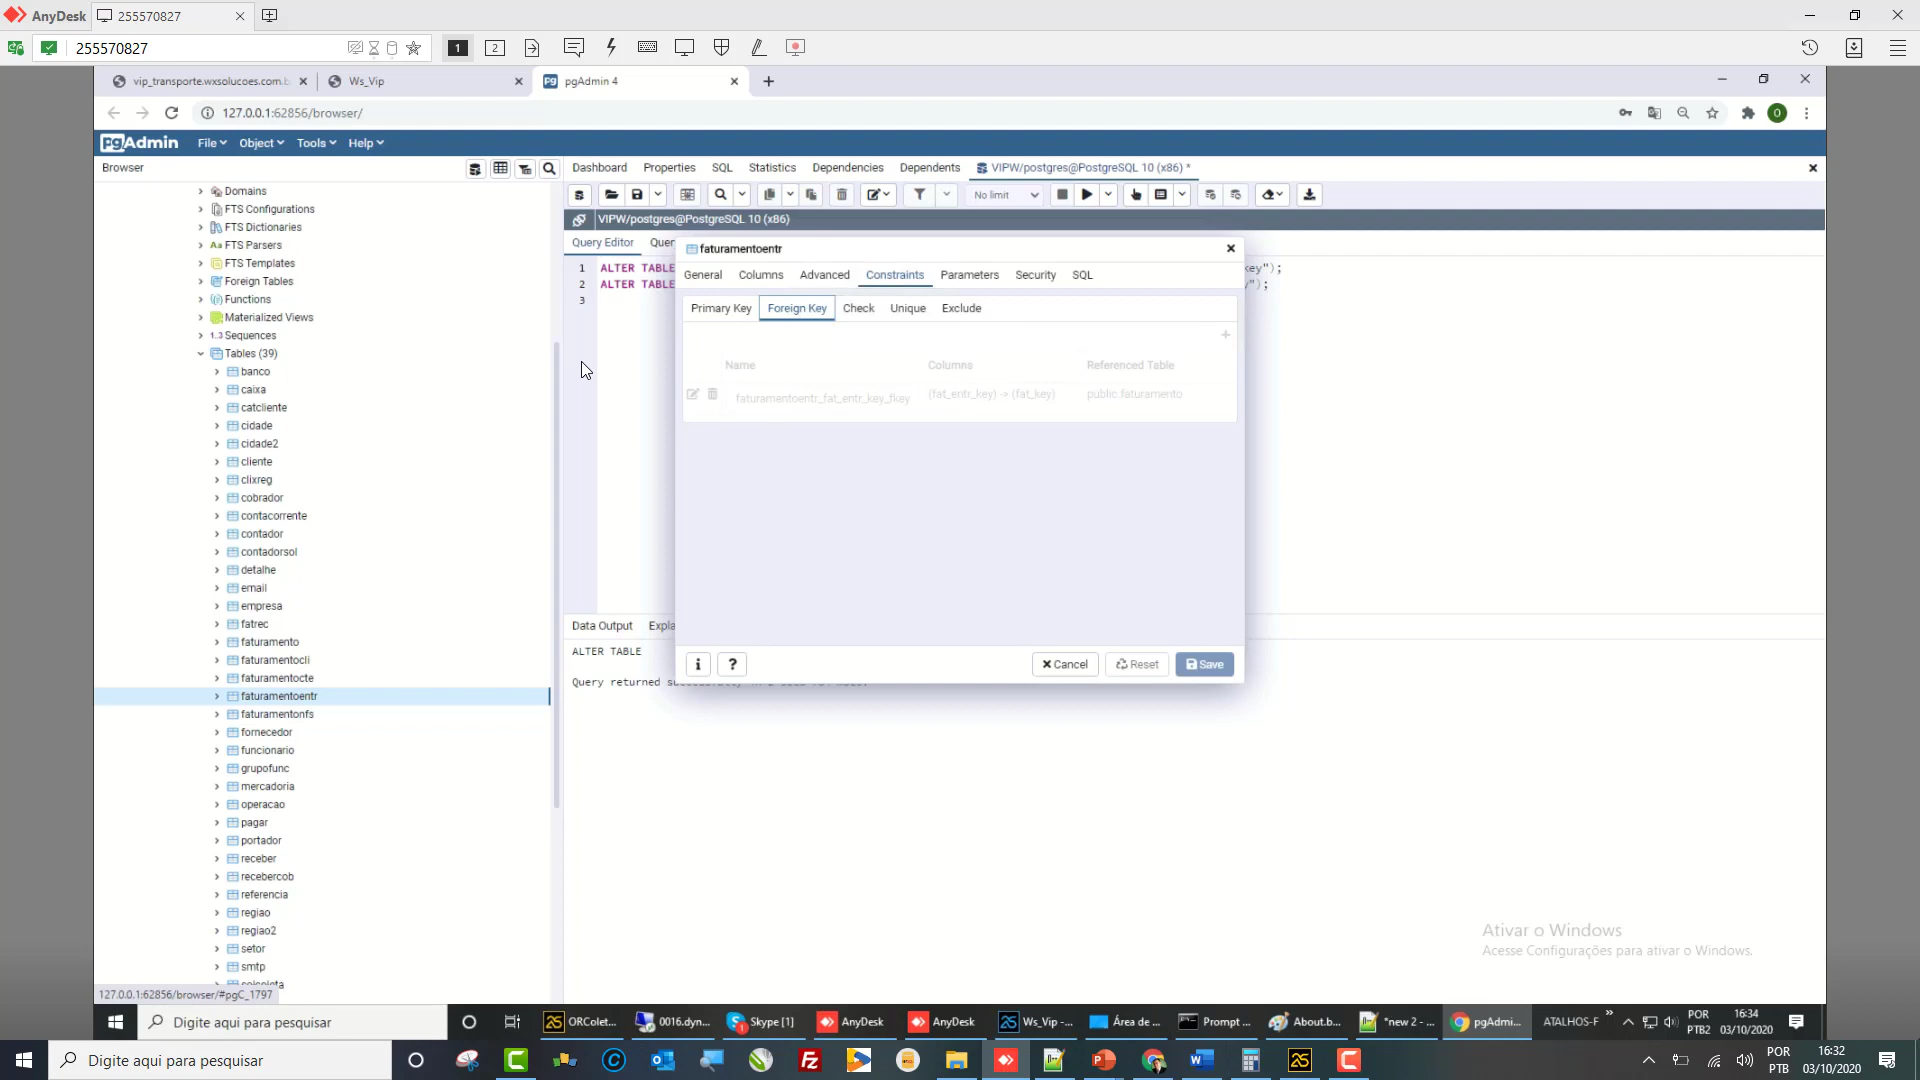 AnyDesk
255570827
255570827
1
2
vip_transporte.wxsolucoes.com.b
Ws_Vip
pgAdmin 4
127.0.0.1:62856/browser/
O
pgAdmin
File
Object
Tools
Help
Browser
Dashboard
Properties
SQL
Statistics
Dependencies
Dependents
VIPW/postgres@PostgreSQL 10 (x86) *
No limit
VIPW/postgres@PostgreSQL 10 (x86)
Query Editor
Quer
1
ALTER TABLE
key");
2
ALTER TABLE
");
3
Domains
FTS Configurations
FTS Dictionaries
Aa FTS Parsers
FTS Templates
Foreign Tables
Functions
Materialized Views
1..3 Sequences
Tables (39)
banco
caixa
catcliente
cidade
cidade2
cliente
clixreg
cobrador
contacorrente
contador
contadorsol
detalhe
email
empresa
fatrec
faturamento
faturamentocli
faturamentocte
faturamentoentr
faturamentonfs
fornecedor
funcionario
grupofunc
mercadoria
operacao
pagar
portador
receber
recebercob
referencia
regiao
regiao2
setor
smtp
127.0.0.1:62856/browser/#pgC_1797
faturamentoentr
General
Columns
Advanced
Constraints
Parameters
Security
SQL
Primary Key
Foreign Key
Check
Unique
Exclude
Name
Columns
Referenced Table
faturamentoentr_fat_entr_key_fkey
(fat_entr_key) -> (fat_key)
public.faturamento
i
?
Cancel
Reset
Save
Data Output
Expla
ALTER TABLE
Query returned
Ativar o Windows
Acesse Configurações para ativar o Windows.
Digite aqui para pesquisar
ORColet...
0016.dyn...
Skype [1]
AnyDesk
AnyDesk
Ws_Vip -...
Área de ...
Prompt ...
About.b...
*new 2 - ...
pgAdmi...
ATALHOS-F
POR
PTB2
16:34
03/10/2020
Digite aqui para pesquisar
POR
PTB
16:32
03/10/2020